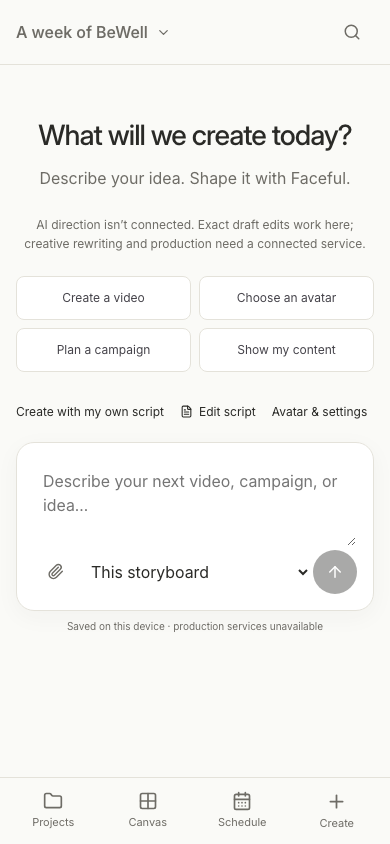 A week of BeWell
What will we create today?
Describe your idea. Shape it with Faceful.
AI direction isn’t connected. Exact draft edits work here;
creative rewriting and production need a connected service.
Create a video
Choose an avatar
Plan a campaign
Show my content
Create with my own script
Edit script
Avatar & settings
Describe your next video, campaign, or
idea...
This storyboard
Saved on this device · production services unavailable
Projects
Canvas
Schedule
Create